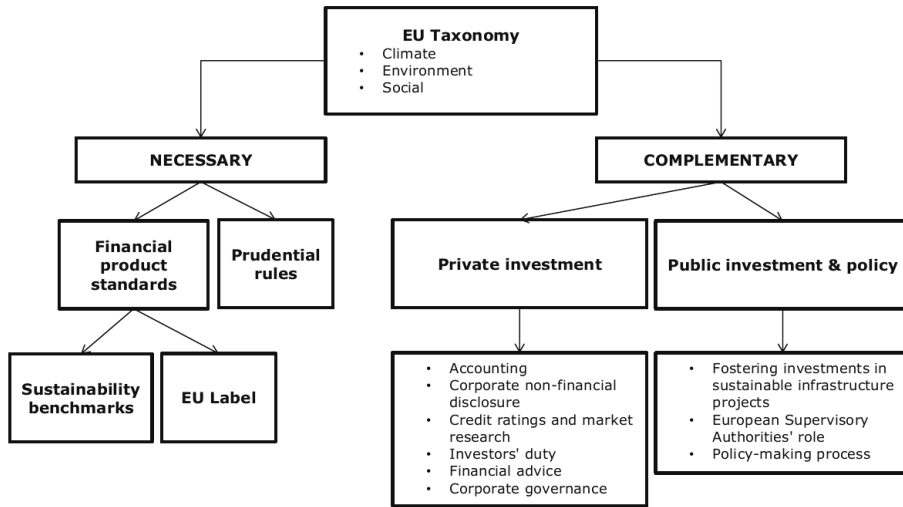 EU Taxonomy
• Climate
• Environment
• Social
NECESSARY
COMPLEMENTARY
Financial
product
standards
Prudential
rules
Private investment
Public investment & policy
Sustainability
benchmarks
EU Label
• Accounting
• Corporate non-financial
disclosure
• Credit ratings and market
research
• Investors' duty
• Financial advice
• Corporate governance
• Fostering investments in
sustainable infrastructure
projects
• European Supervisory
Authorities' role
• Policy-making process